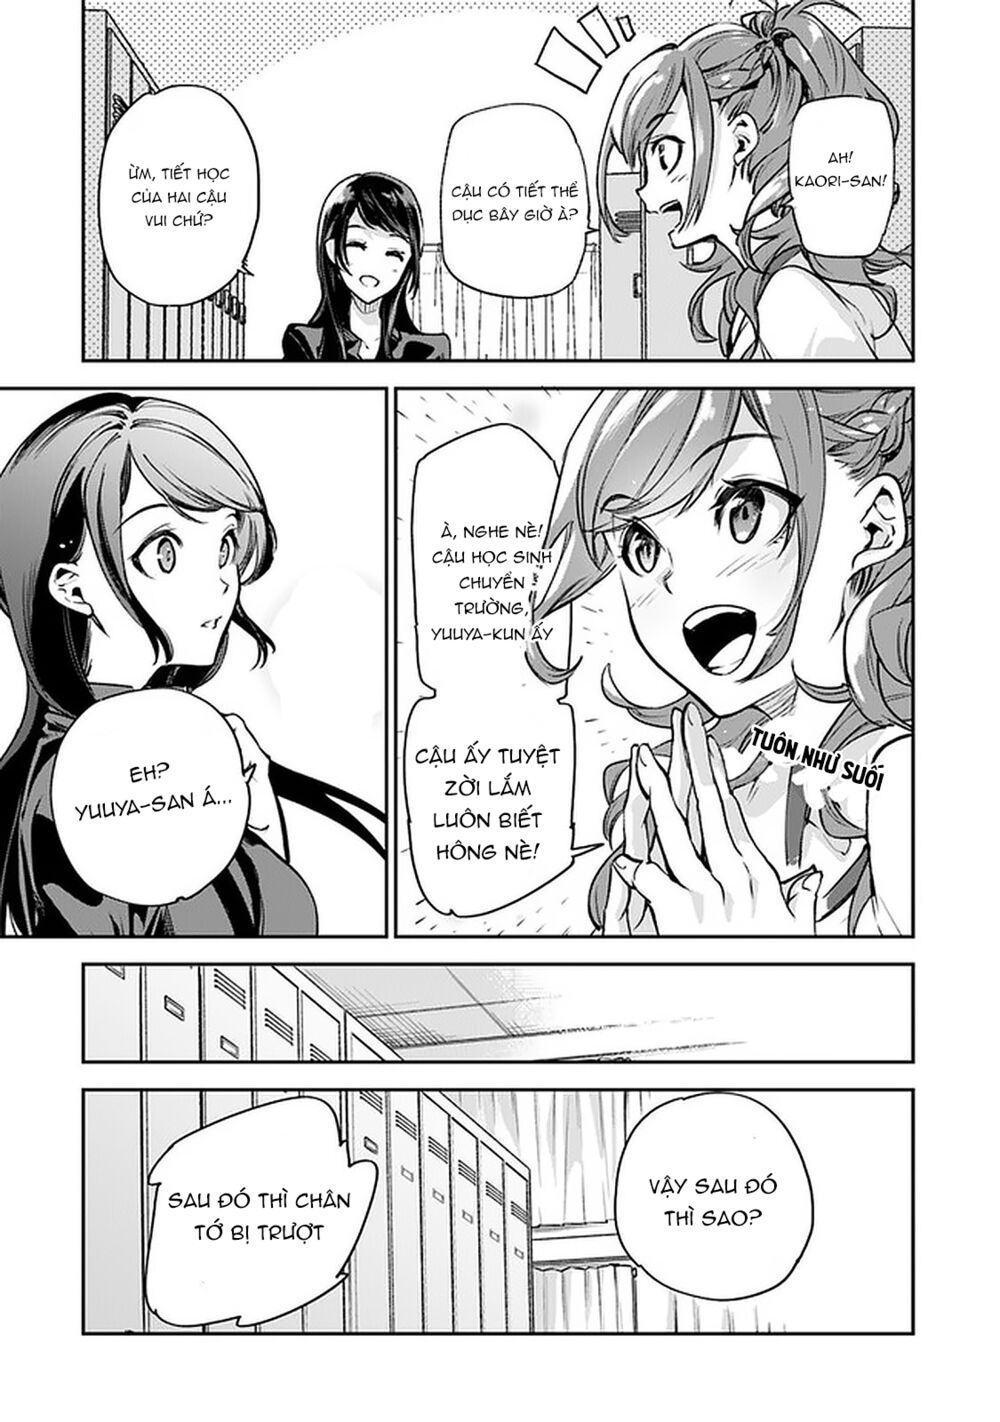 AH!
KAORI-SAN!
CẬU CÓ TIẾT THỂ
DỤC BÂY GIỜ À?
ỪM, TIẾT HỌC
CỦA HAI CẬU
VUI CHỨ?
À, NGHE NÈ!
CẬU HỌC SINH
CHUYỂN
TRƯỜNG,
YUUYA-KUN ẤY
CẬU ẤY TUYỆT
ZỜI LẮM
LUÔN BIẾT
HÔNG NÈ!
TUÔN NHƯ SUỐI
EH?
YUUYA-SAN Á...
VẬY SAU ĐÓ
THÌ SAO?
SAU ĐÓ THÌ CHÂN
TỚ BỊ TRƯỢT